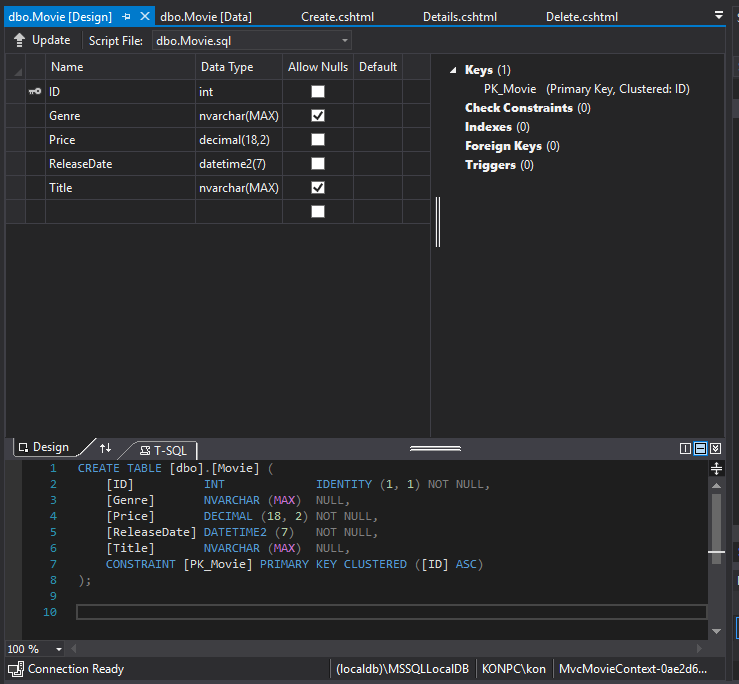 dbo.Movie [Design] dbo.Movie [Data] Create.cshtml Details.cshtml Delete.cshtml
Update Script File: dbo.Movie.sql
Name Data Type Allow Nulls Default
ID int
Genre nvarchar(MAX)
Price decimal(18,2)
ReleaseDate datetime2(7)
Title nvarchar(MAX)
Keys (1)
PK_Movie (Primary Key, Clustered: ID)
Check Constraints (0)
Indexes (0)
Foreign Keys (0)
Triggers (0)
Design T-SQL
1 CREATE TABLE [dbo].[Movie] (
2 [ID] INT IDENTITY (1, 1) NOT NULL,
3 [Genre] NVARCHAR (MAX) NULL,
4 [Price] DECIMAL (18, 2) NOT NULL,
5 [ReleaseDate] DATETIME2 (7) NOT NULL,
6 [Title] NVARCHAR (MAX) NULL,
7 CONSTRAINT [PK_Movie] PRIMARY KEY CLUSTERED ([ID] ASC)
8 );
9
10
100 %
Connection Ready (localdb)\MSSQLLocalDB KONPC\kon MvcMovieContext-0ae2d6...